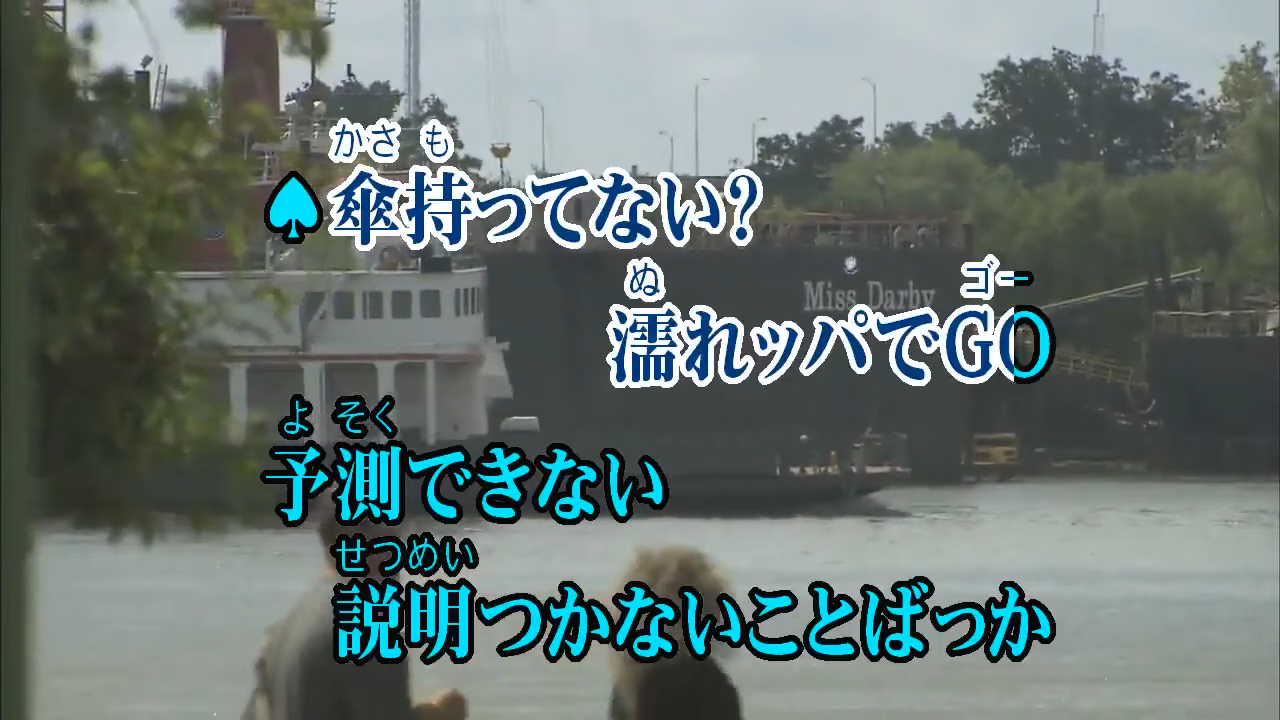 かさ も
♠傘持ってない?
Miss Darby
ぬ ゴー
濡れッパでGO
よ そく
予測できない
せつめい
説明つかないことばっか